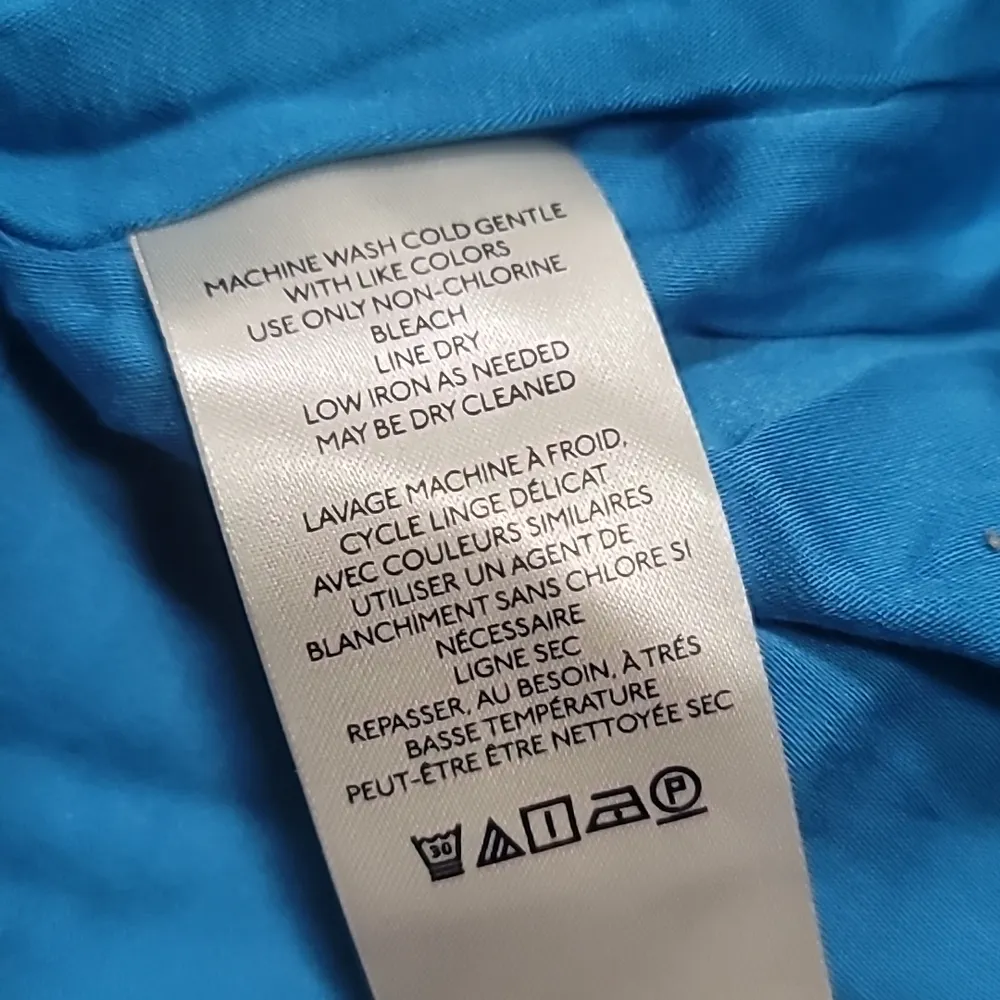 MACHINE WASH COLD GENTLE
WITH LIKE COLORS
USE ONLY NON-CHLORINE
BLEACH
LINE DRY
LOW IRON AS NEEDED
MAY BE DRY CLEANED
LAVAGE MACHINE À FROID,
CYCLE LINGE DÉLICAT
AVEC COULEURS SIMILAIRES
UTILISER UN AGENT DE
BLANCHIMENT SANS CHLORE SI
NÉCESSAIRE
LIGNE SEC
REPASSER, AU BESOIN, À TRÉS
BASSE TEMPÉRATURE
PEUT-ÊTRE ÊTRE NETTOYÉE SEC
30 P